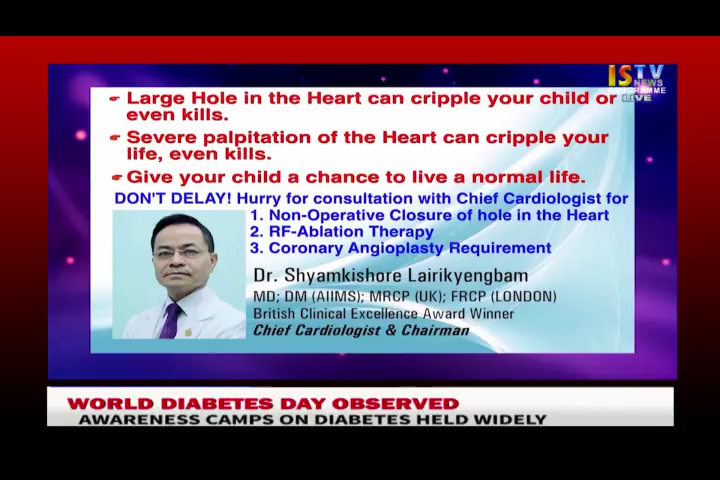 ISTV
NEWS
PROGRAMME
LIVE
Large Hole in the Heart can cripple your child or
even kills.
Severe palpitation of the Heart can cripple your
life, even kills.
Give your child a chance to live a normal life.
DON'T DELAY! Hurry for consultation with Chief Cardiologist for
1. Non-Operative Closure of hole in the Heart
2. RF-Ablation Therapy
3. Coronary Angioplasty Requirement
Dr. Shyamkishore Lairikyengbam
MD; DM (AIIMS); MRCP (UK); FRCP (LONDON)
British Clinical Excellence Award Winner
Chief Cardiologist & Chairman
WORLD DIABETES DAY OBSERVED
AWARENESS CAMPS ON DIABETES HELD WIDELY